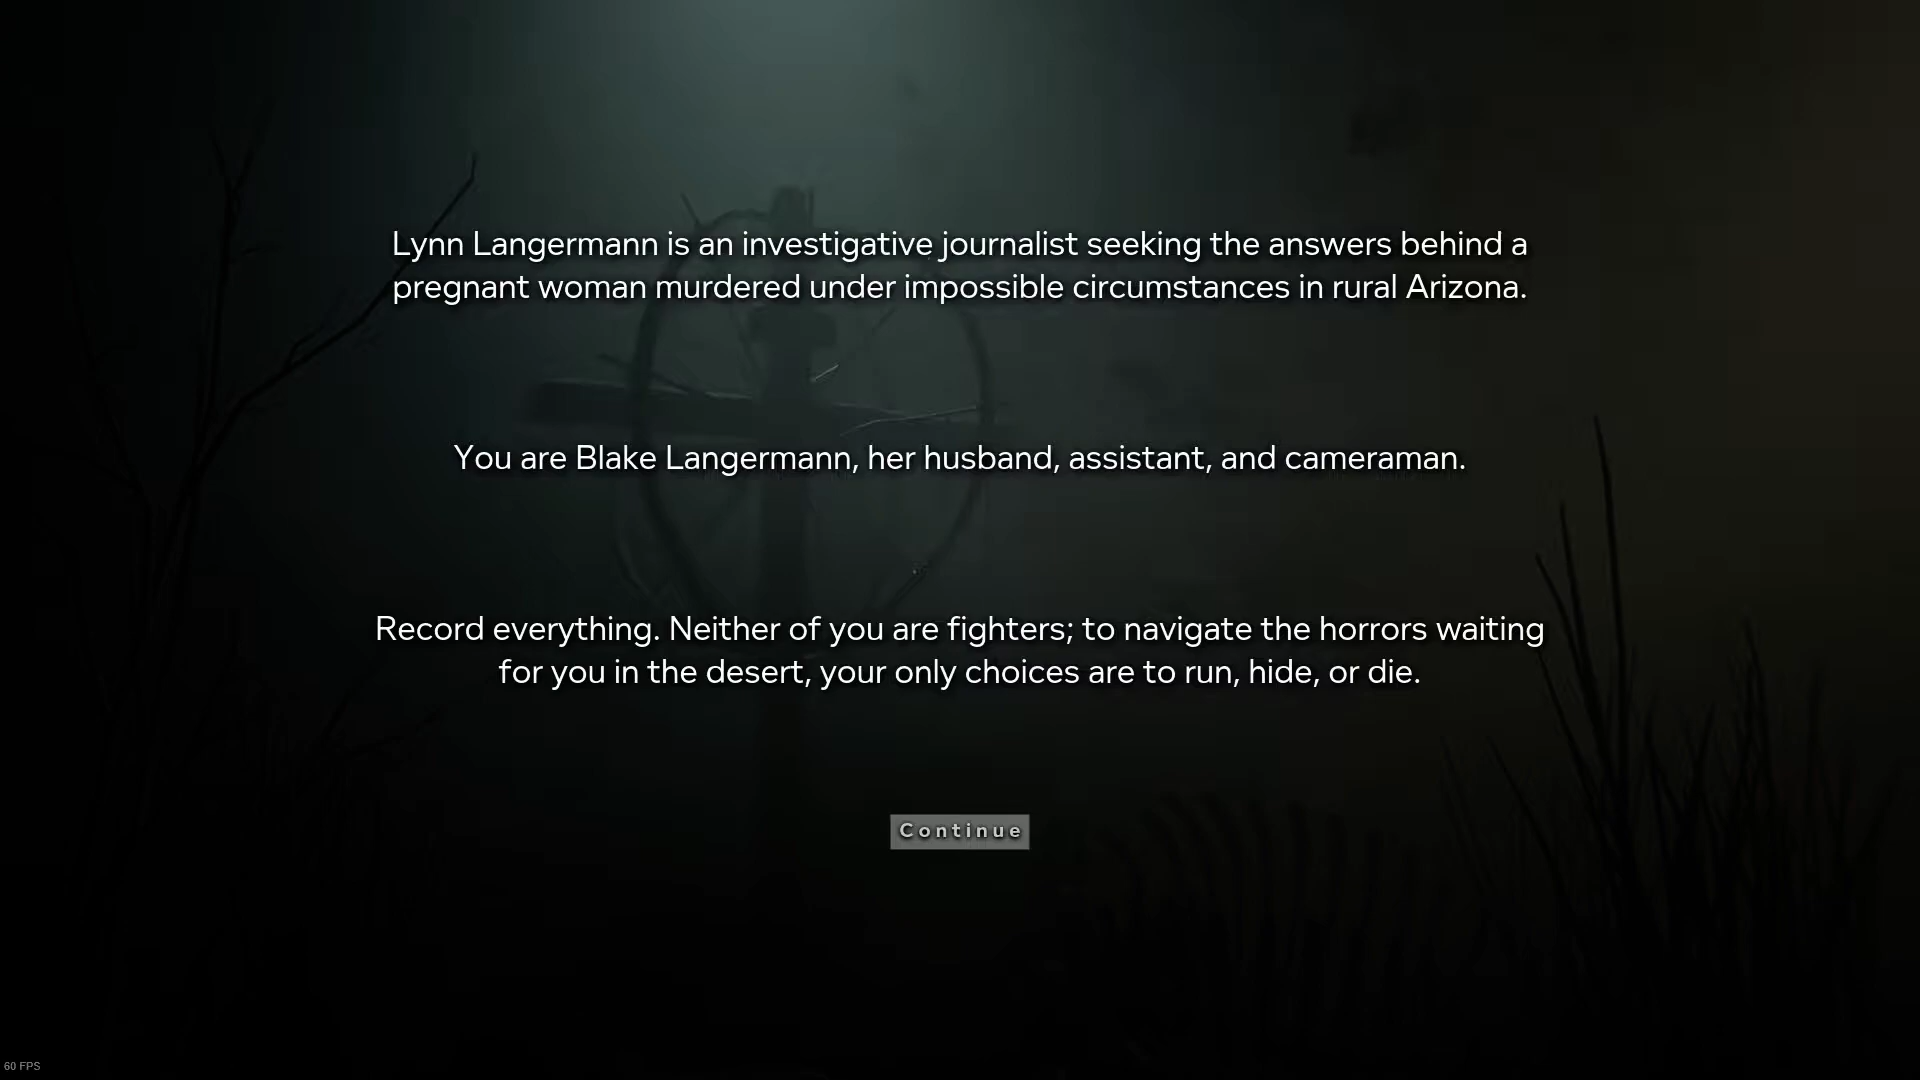 Lynn Langermann is an investigative journalist seeking the answers behind a
pregnant woman murdered under impossible circumstances in rural Arizona.
You are Blake Langermann, her husband, assistant, and cameraman.
Record everything. Neither of you are fighters; to navigate the horrors waiting
for you in the desert, your only choices are to run, hide, or die.
Continue
60 FPS